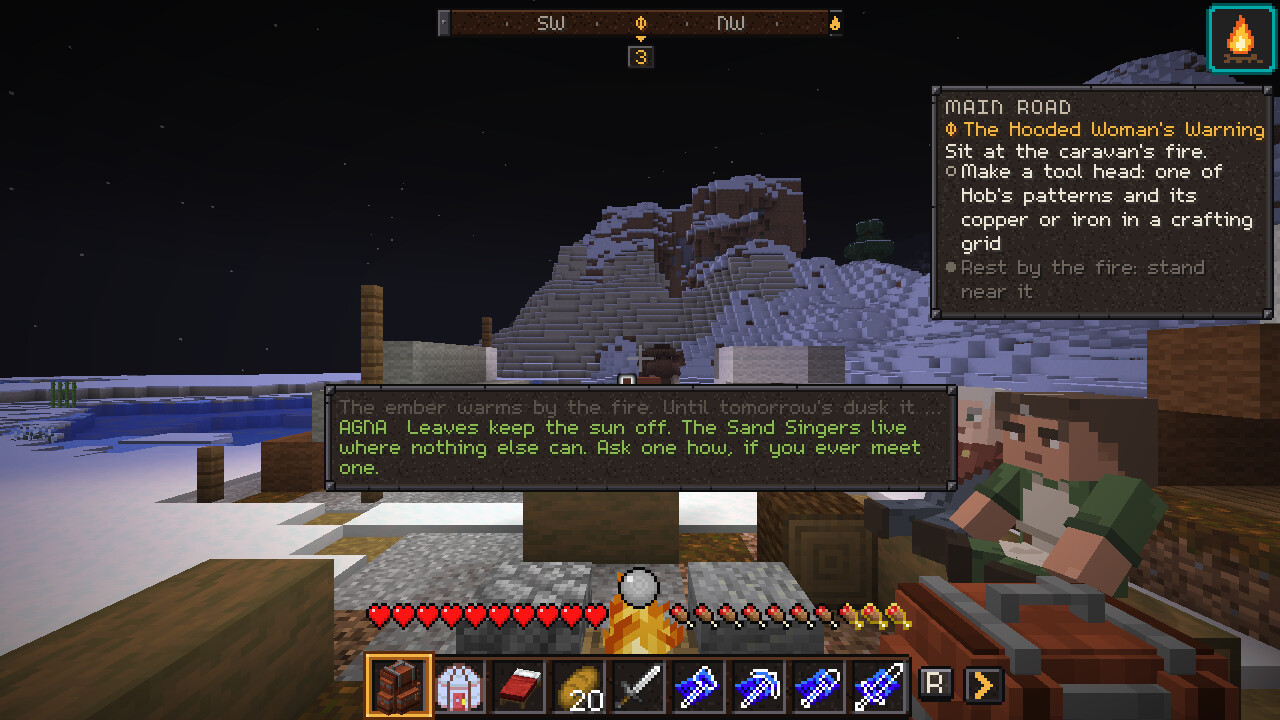 SW
NW
3
MAIN ROAD
The Hooded Woman's Warning
Sit at the caravan's fire.
Make a tool head: one of
Hob's patterns and its
copper or iron in a crafting
grid
Rest by the fire: stand
near it
The ember warms by the fire. Until tomorrow's dusk it ...
AGNA Leaves keep the sun off. The Sand Singers live
where nothing else can. Ask one how, if you ever meet
one.
20
R